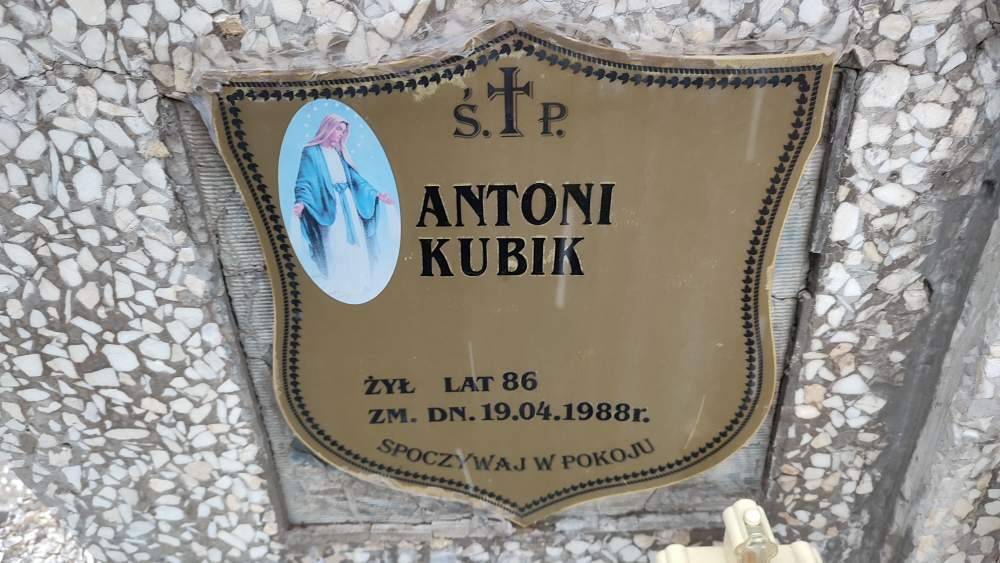 Ś. P.
ANTONI
KUBIK
ŻYŁ LAT 86
ZM. DN. 19.04.1988r.
SPOCZYWAJ W POKOJU